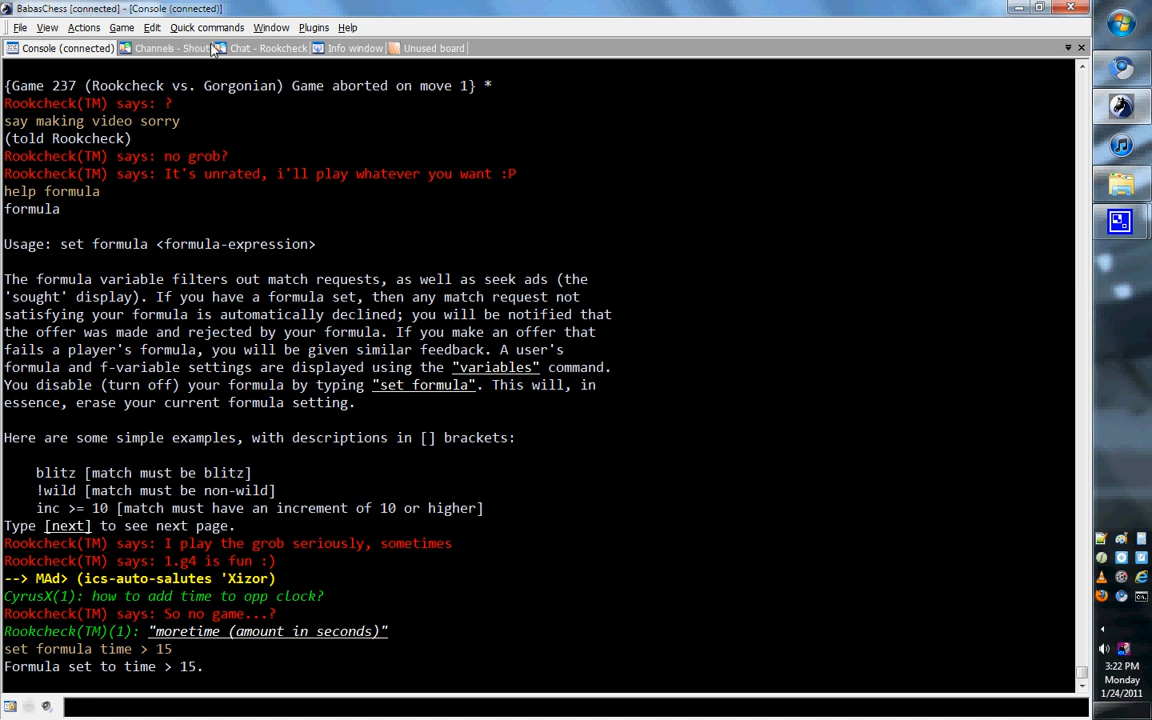 BabasChess [connected] - [Console (connected)]
File View Actions Game Edit Quick commands Window Plugins Help
Console (connected) Channels - Shout Chat - Rookcheck Info window Unused board
{Game 237 (Rookcheck vs. Gorgonian) Game aborted on move 1} *
Rookcheck(TM) says: ?
say making video sorry
(told Rookcheck)
Rookcheck(TM) says: no grob?
Rookcheck(TM) says: It's unrated, i'll play whatever you want :P
help formula
formula
Usage: set formula <formula-expression>
The formula variable filters out match requests, as well as seek ads (the
'sought' display). If you have a formula set, then any match request not
satisfying your formula is automatically declined; you will be notified that
the offer was made and rejected by your formula. If you make an offer that
fails a player's formula, you will be given similar feedback. A user's
formula and f-variable settings are displayed using the "variables" command.
You disable (turn off) your formula by typing "set formula". This will, in
essence, erase your current formula setting.
Here are some simple examples, with descriptions in [] brackets:
blitz [match must be blitz]
!wild [match must be non-wild]
inc >= 10 [match must have an increment of 10 or higher]
Type [next] to see next page.
Rookcheck(TM) says: I play the grob seriously, sometimes
Rookcheck(TM) says: 1.g4 is fun :)
--> MAd> (ics-auto-salutes 'Xizor)
CyrusX(1): how to add time to opp clock?
Rookcheck(TM) says: So no game...?
Rookcheck(TM)(1): "moretime (amount in seconds)"
set formula time > 15
Formula set to time > 15.
3:22 PM
Monday
1/24/2011